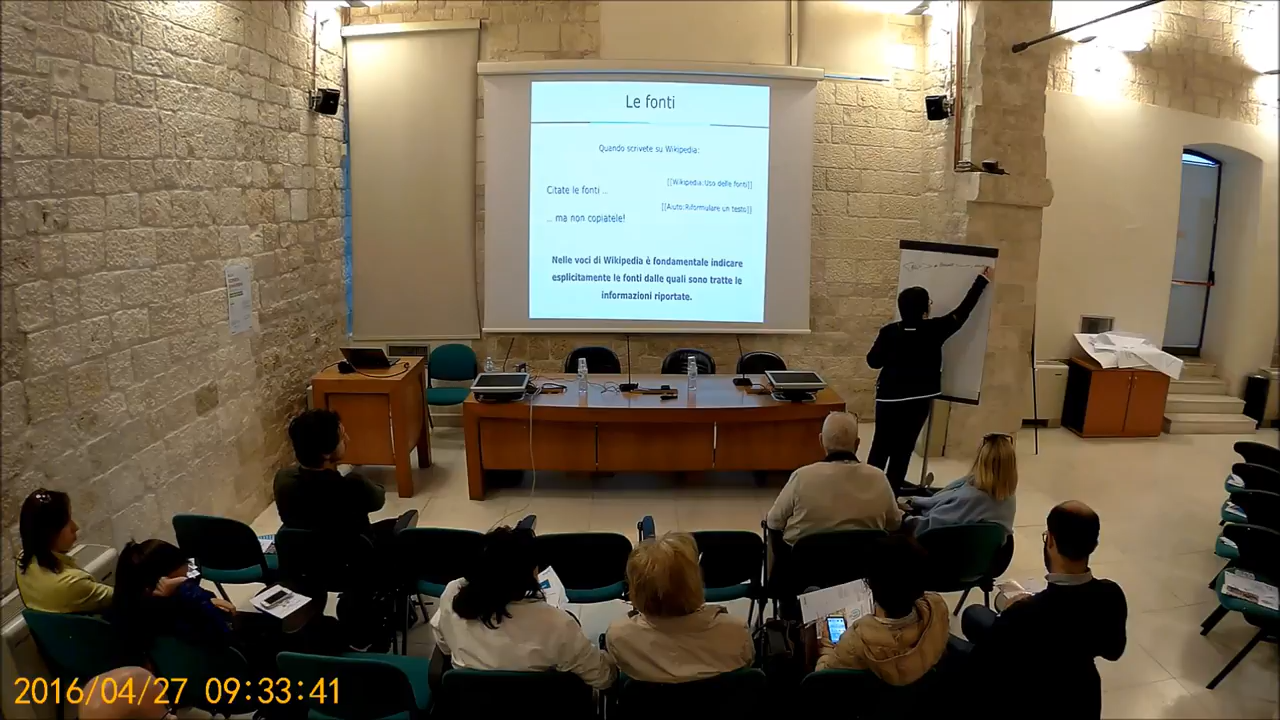 Le fonti
Quando scrivete su Wikipedia:
Citate le fonti ...
[[Wikipedia:Uso delle fonti]]
[[Aiuto:Riformulare un testo]]
... ma non copiatele!
Nelle voci di Wikipedia è fondamentale indicare
esplicitamente le fonti dalle quali sono tratte le
informazioni riportate.
2016/04/27 09:33:41